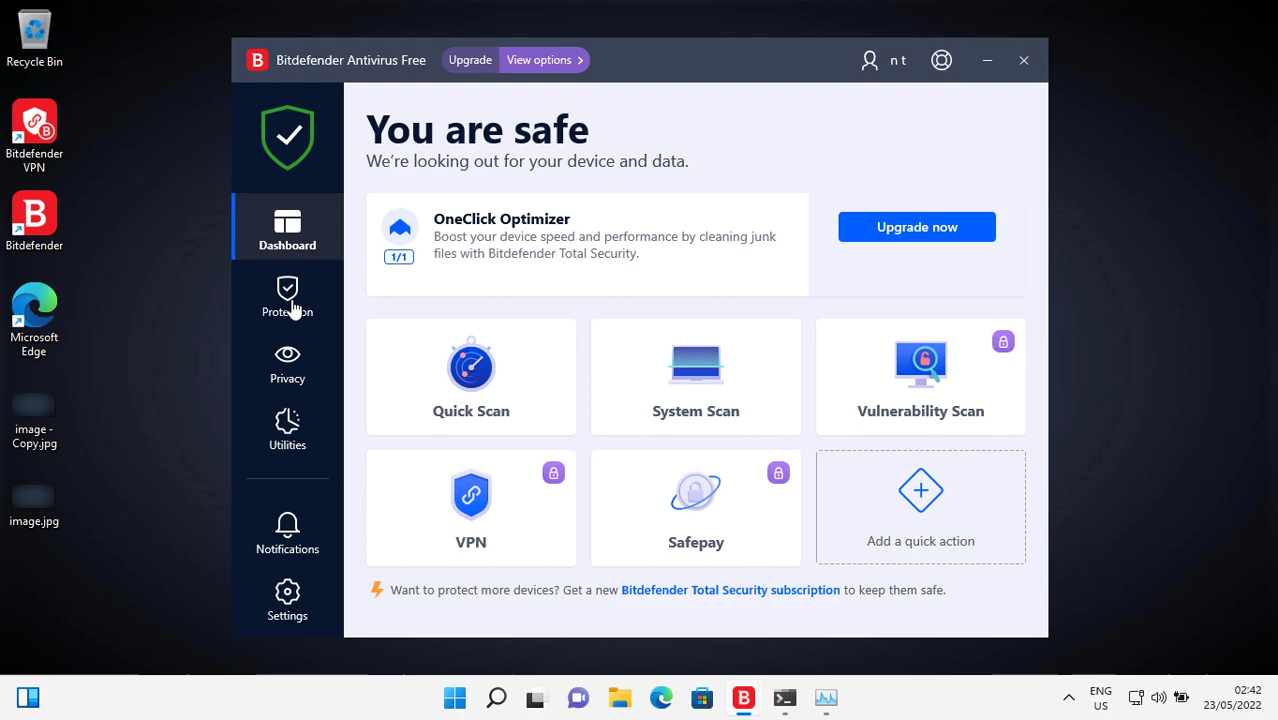 Recycle Bin
Bitdefender
VPN
Bitdefender
Microsoft
Edge
image -
Copy.jpg
image.jpg
B Bitdefender Antivirus Free Upgrade View options n t
Dashboard
Protection
Privacy
Utilities
Notifications
Settings
You are safe
We're looking out for your device and data.
OneClick Optimizer
Boost your device speed and performance by cleaning junk
files with Bitdefender Total Security.
1/1
Upgrade now
Quick Scan
System Scan
Vulnerability Scan
VPN
Safepay
Add a quick action
Want to protect more devices? Get a new Bitdefender Total Security subscription to keep them safe.
ENG
US
02:42
23/05/2022